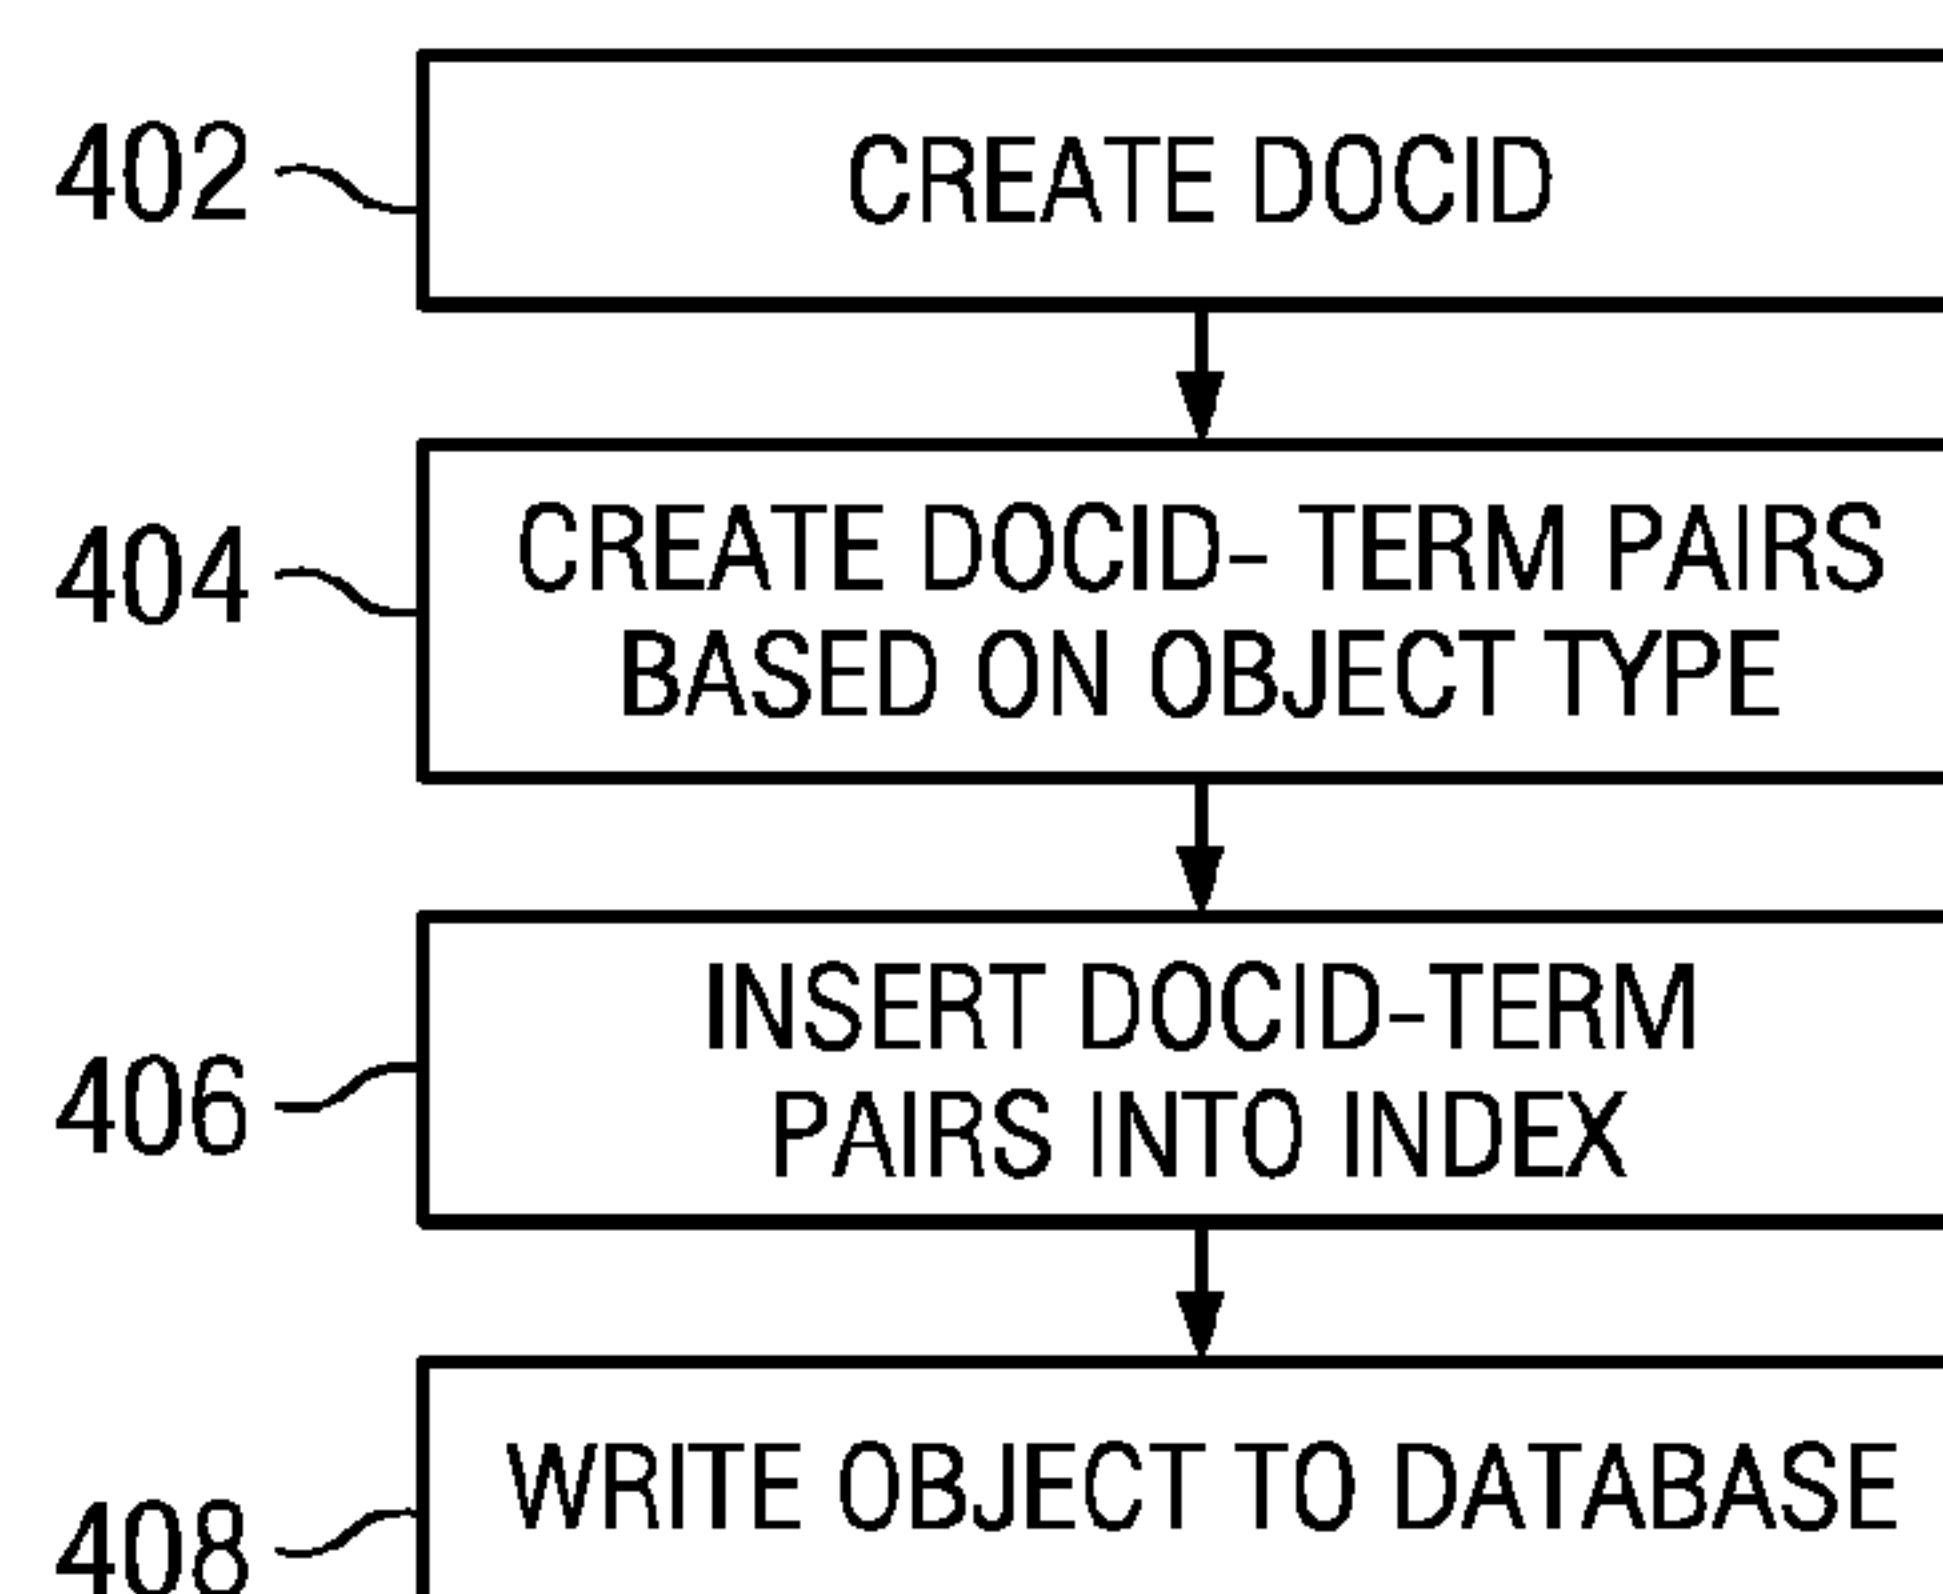 402
CREATE DOCID
404
CREATE DOCID- TERM PAIRS
BASED ON OBJECT TYPE
406
INSERT DOCID-TERM
PAIRS INTO INDEX
408
WRITE OBJECT TO DATABASE